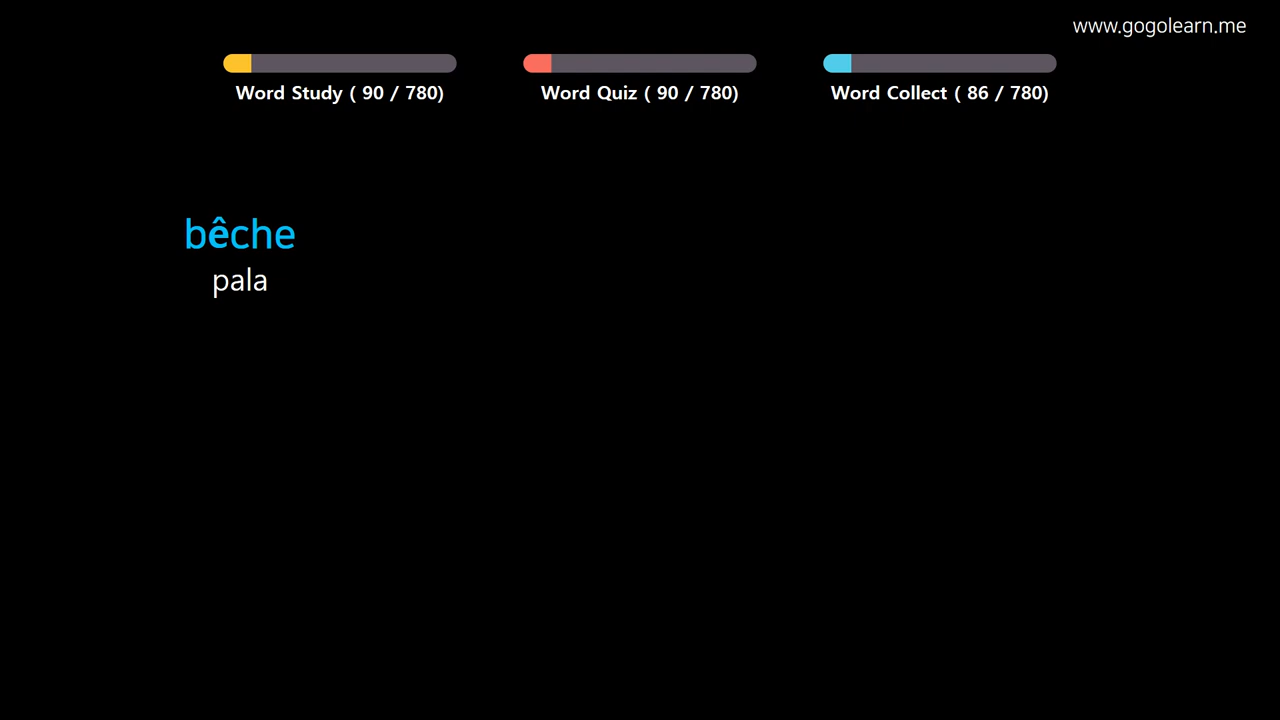 www.gogolearn.me
Word Study ( 90 / 780)
Word Quiz ( 90 / 780)
Word Collect ( 86 / 780)
bêche
pala